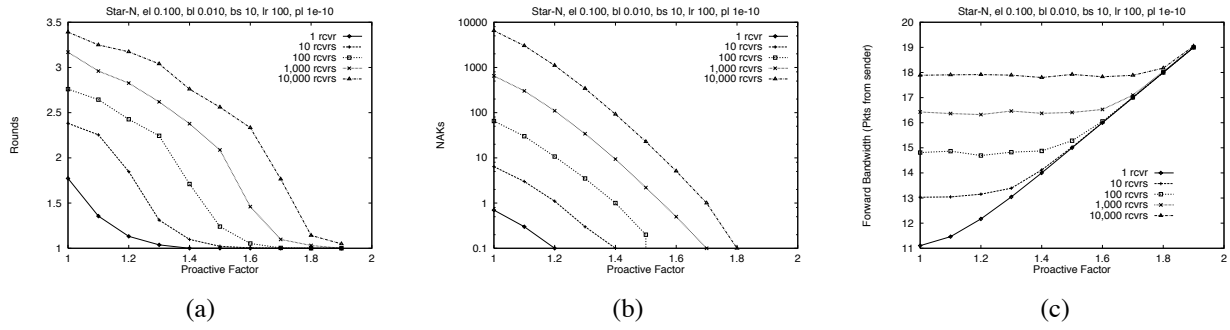 Star-N, el 0.100, bl 0.010, bs 10, lr 100, pl 1e-10
3.5
3
2.5
2
1.5
1
Rounds
1 rcvr
10 rcvrs
100 rcvrs
1,000 rcvrs
10,000 rcvrs
1 1.2 1.4 1.6 1.8 2
Proactive Factor
(a)
Star-N, el 0.100, bl 0.010, bs 10, lr 100, pl 1e-10
10000
1000
100
10
1
0.1
NAKs
1 rcvr
10 rcvrs
100 rcvrs
1,000 rcvrs
10,000 rcvrs
1 1.2 1.4 1.6 1.8 2
Proactive Factor
(b)
Star-N, el 0.100, bl 0.010, bs 10, lr 100, pl 1e-10
20
19
18
17
16
15
14
13
12
11
Forward Bandwidth (Pkts from sender)
1 rcvr
10 rcvrs
100 rcvrs
1,000 rcvrs
10,000 rcvrs
1 1.2 1.4 1.6 1.8 2
Proactive Factor
(c)